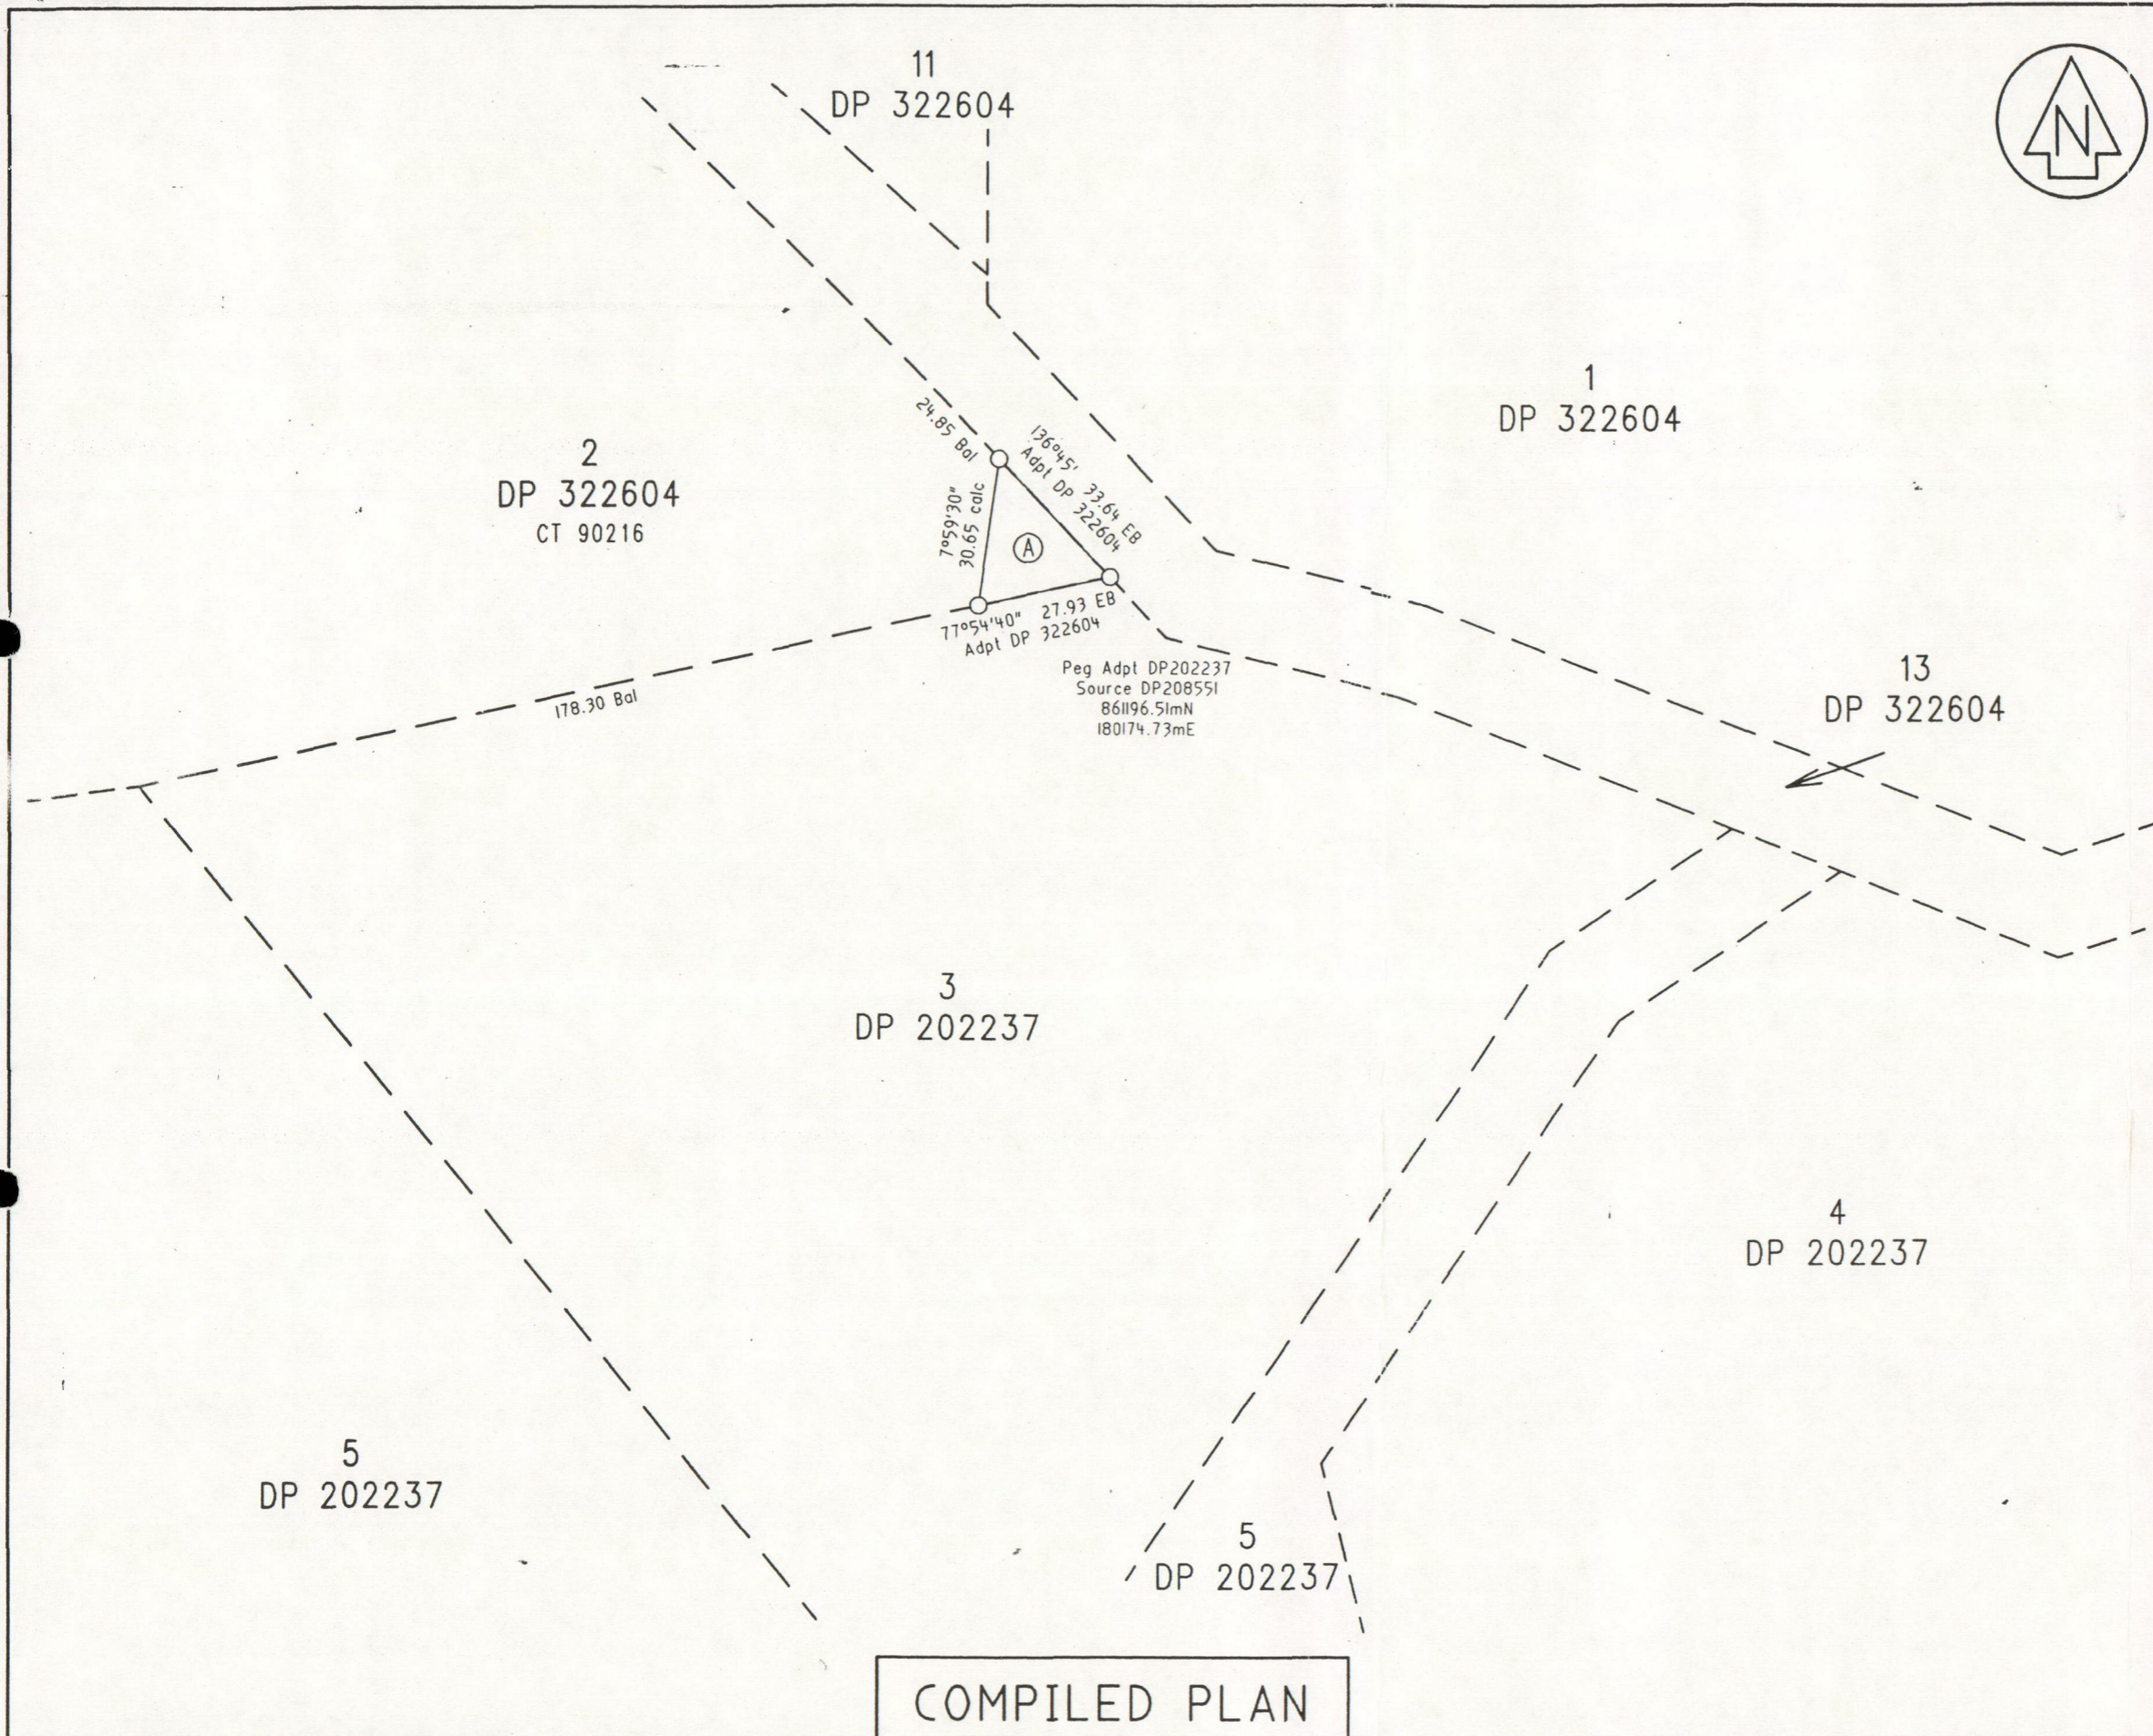 11
DP 322604
N
1
DP 322604
2
DP 322604
CT 90216
24.85 Bal
136°45' 33.64 EB
Adpt DP 322604
7°59'30"
30.65 calc
A
77°54'40" 27.93 EB
Adpt DP 322604
178.30 Bal
Peg Adpt DP202237
Source DP208551
861196.51mN
180174.73mE
13
DP 322604
3
DP 202237
4
DP 202237
5
DP 202237
5
DP 202237
COMPILED PLAN